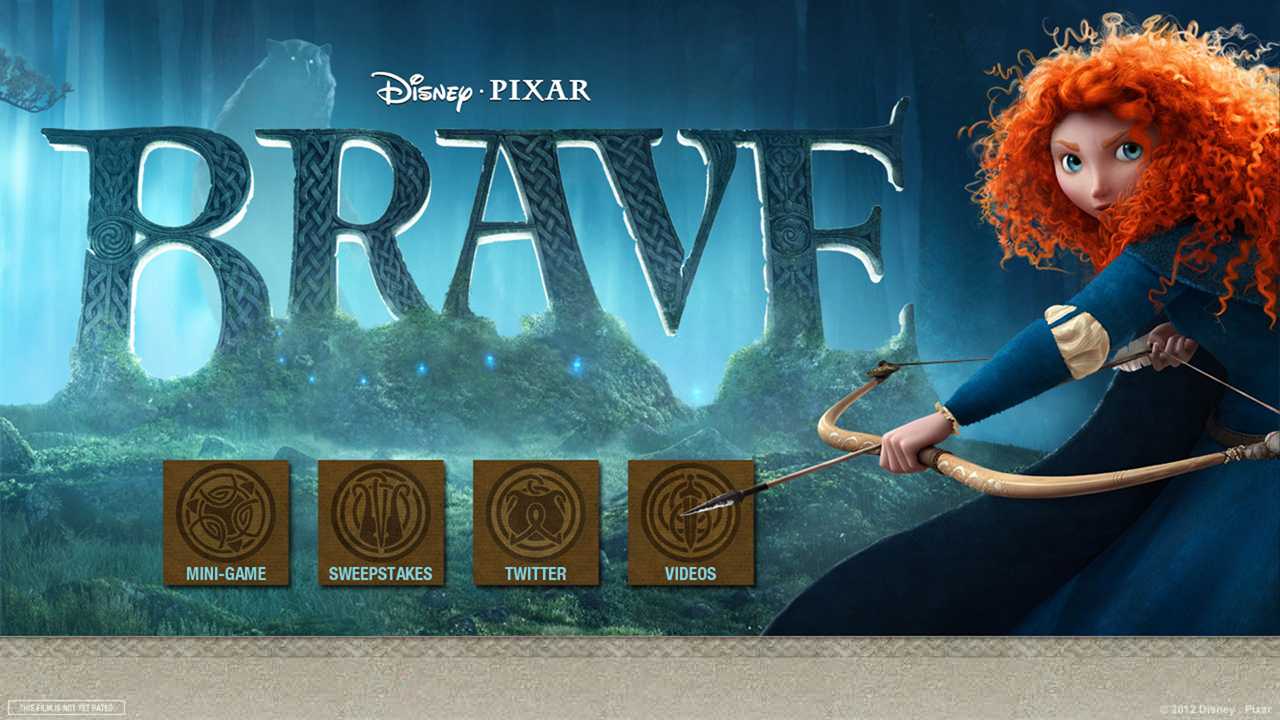 Disney · PIXAR
BRAVE
MINI-GAME
SWEEPSTAKES
TWITTER
VIDEOS
THIS FILM IS NOT YET RATED
© 2012 Disney . Pixar